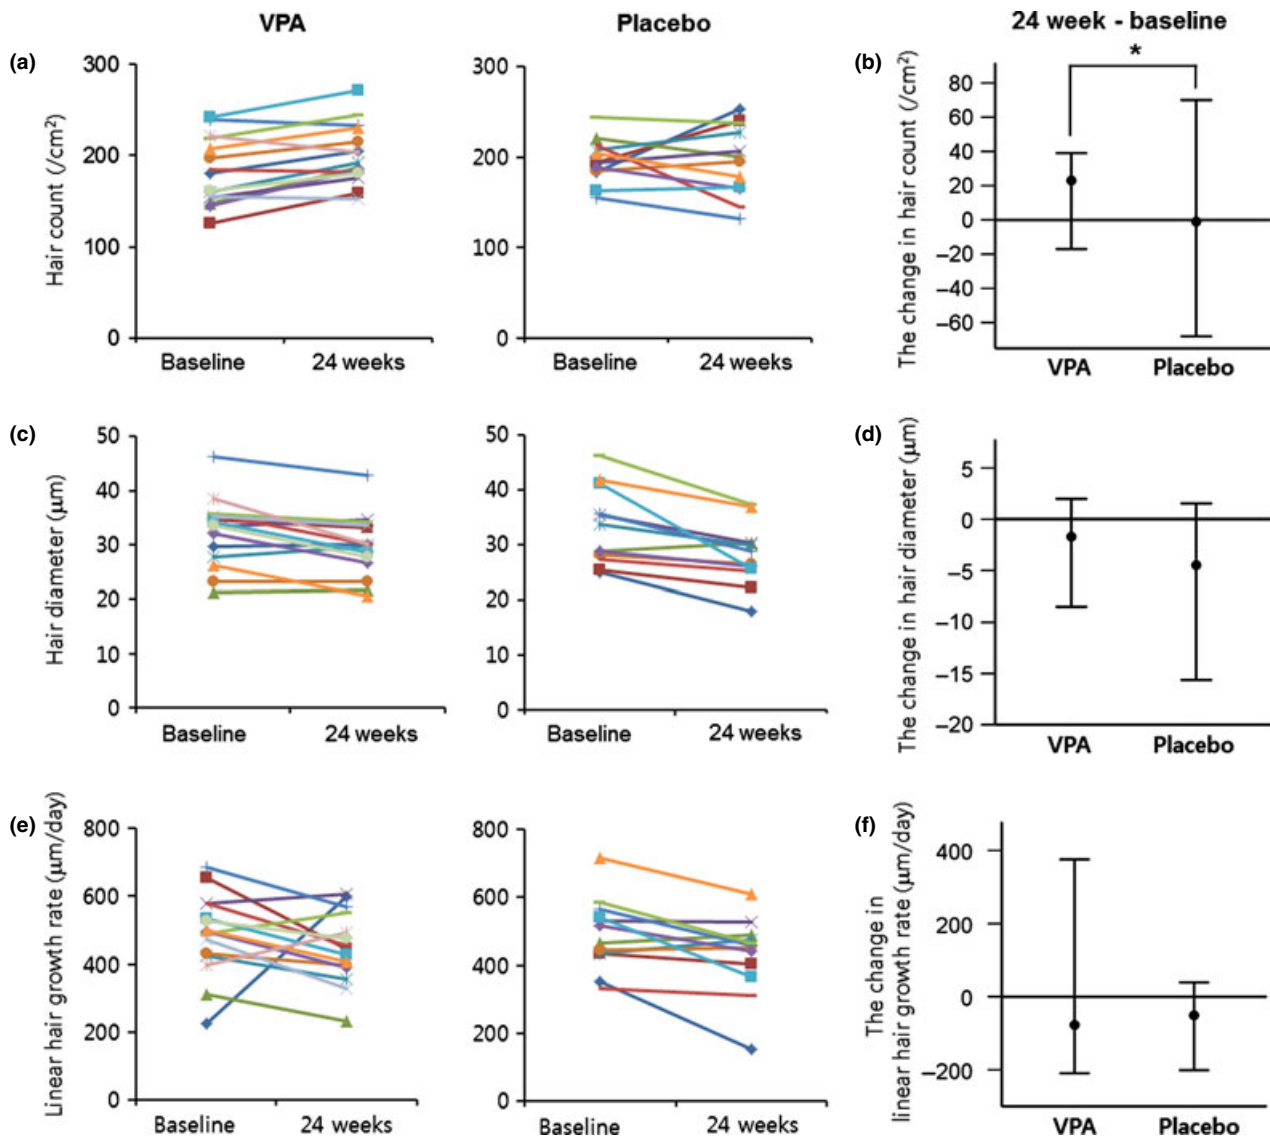 VPA
Placebo
24 week - baseline
(a)
Hair count (/cm²)
300
200
100
0
Baseline
24 weeks
300
200
100
0
Baseline
24 weeks
(b)
The change in hair count (/cm²)
80
60
40
20
0
−20
−40
−60
*
VPA
Placebo
(c)
Hair diameter (μm)
50
40
30
20
10
0
Baseline
24 weeks
50
40
30
20
10
0
Baseline
24 weeks
(d)
The change in hair diameter (μm)
5
0
−5
−10
−15
−20
VPA
Placebo
(e)
Linear hair growth rate (μm/day)
800
600
400
200
0
Baseline
24 weeks
800
600
400
200
0
Baseline
24 weeks
(f)
The change in
linear hair growth rate (μm/day)
400
200
0
−200
VPA
Placebo